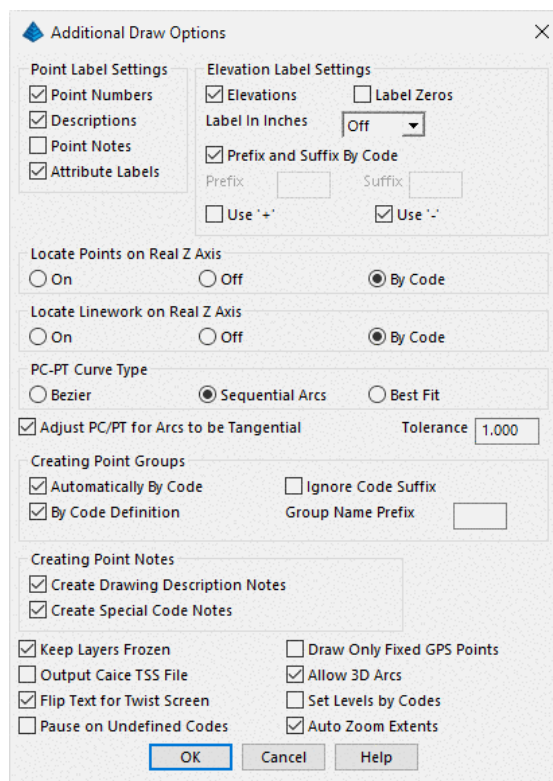 Additional Draw Options
Point Label Settings
Point Numbers
Descriptions
Point Notes
Attribute Labels
Elevation Label Settings
Elevations Label Zeros
Label In Inches Off
Prefix and Suffix By Code
Prefix Suffix
Use '+' Use '-'
Locate Points on Real Z Axis
On Off By Code
Locate Linework on Real Z Axis
On Off By Code
PC-PT Curve Type
Bezier Sequential Arcs Best Fit
Adjust PC/PT for Arcs to be Tangential Tolerance 1.000
Creating Point Groups
Automatically By Code Ignore Code Suffix
By Code Definition Group Name Prefix
Creating Point Notes
Create Drawing Description Notes
Create Special Code Notes
Keep Layers Frozen Draw Only Fixed GPS Points
Output Caice TSS File Allow 3D Arcs
Flip Text for Twist Screen Set Levels by Codes
Pause on Undefined Codes Auto Zoom Extents
OK Cancel Help